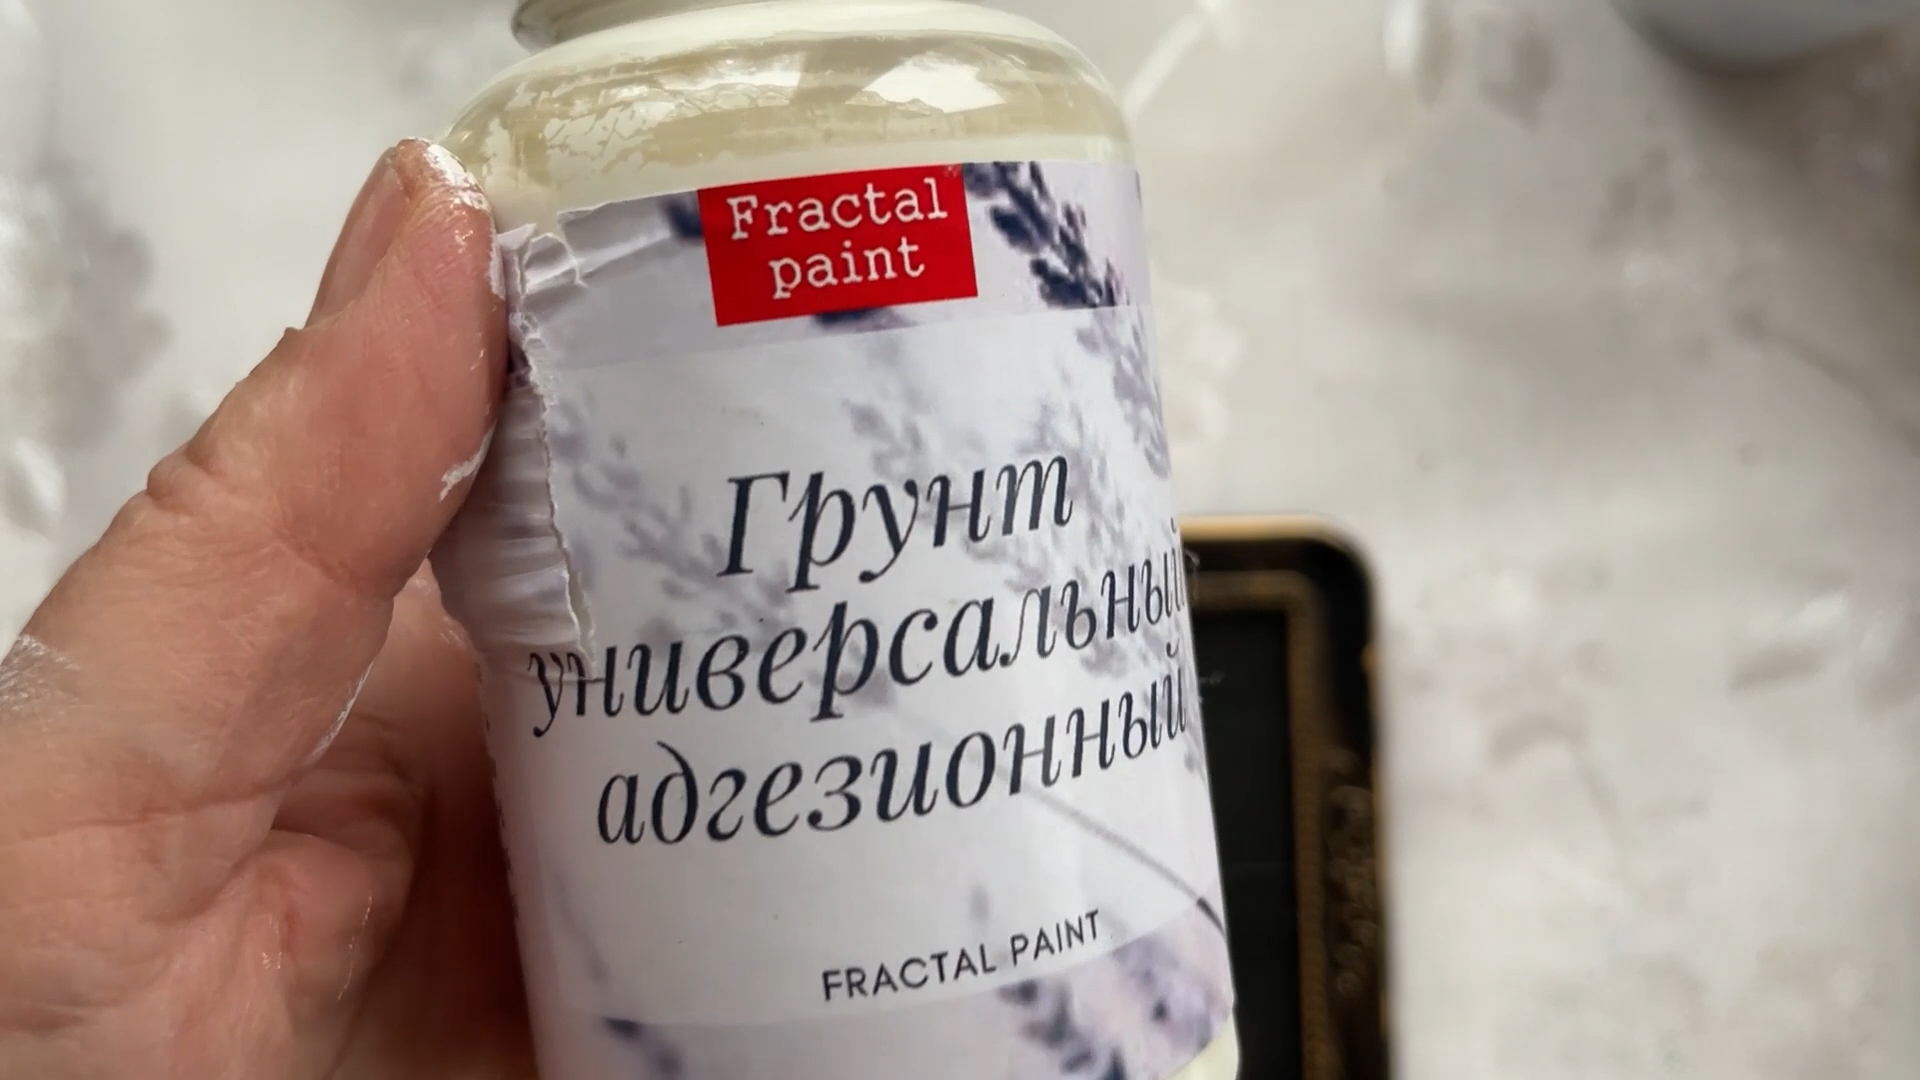 Fractal
paint
Грунт
универсальный
адгезионный
FRACTAL PAINT